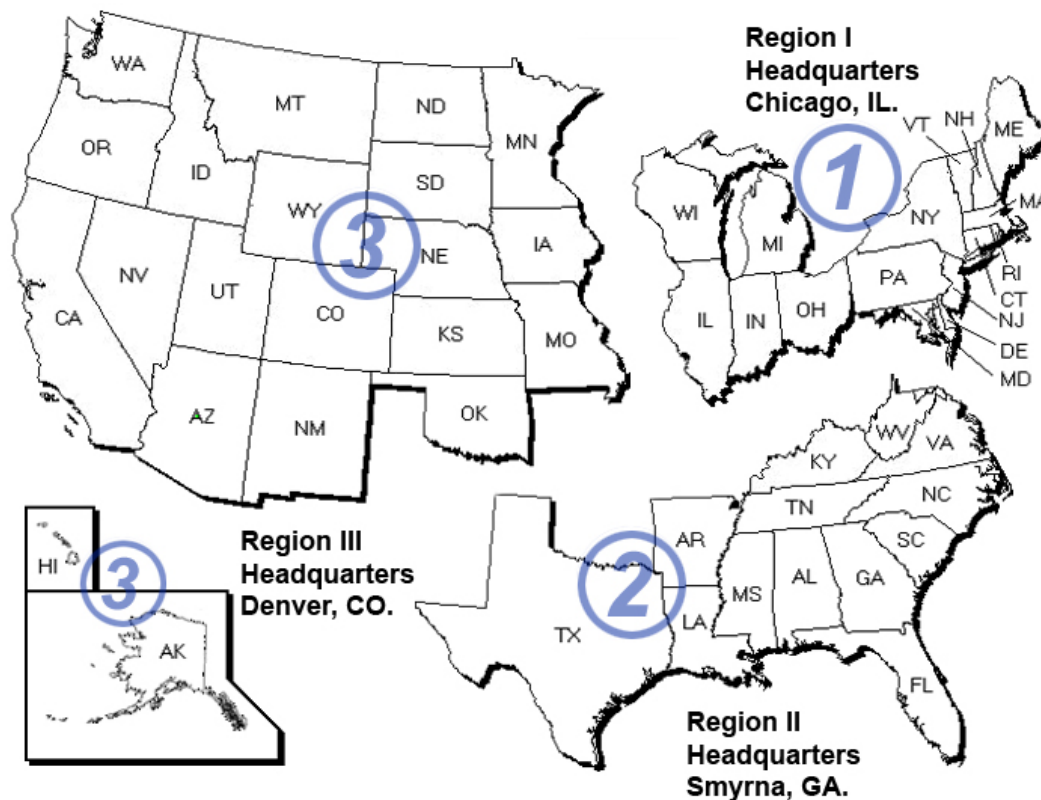 WA
MT
ND
MN
OR
ID
SD
WY
3
IA
NE
NV
UT
CO
CA
KS
MO
AZ
NM
OK
Region I
Headquarters
Chicago, IL.
1
VT
NH
ME
WI
MI
NY
MA
PA
RI
CT
IL
IN
OH
NJ
DE
MD
HI
3
AK
Region III
Headquarters
Denver, CO.
WV
VA
KY
TN
NC
AR
SC
2
MS
AL
GA
TX
LA
FL
Region II
Headquarters
Smyrna, GA.